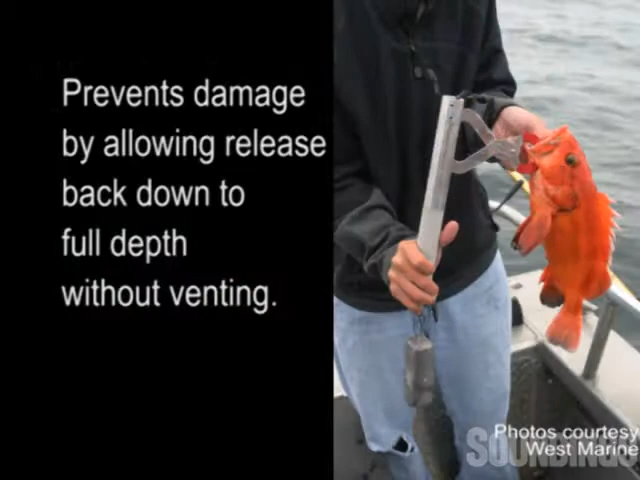 Prevents damage
by allowing release
back down to
full depth
without venting.
Photos courtesy
West Marine
SOUNDINGS